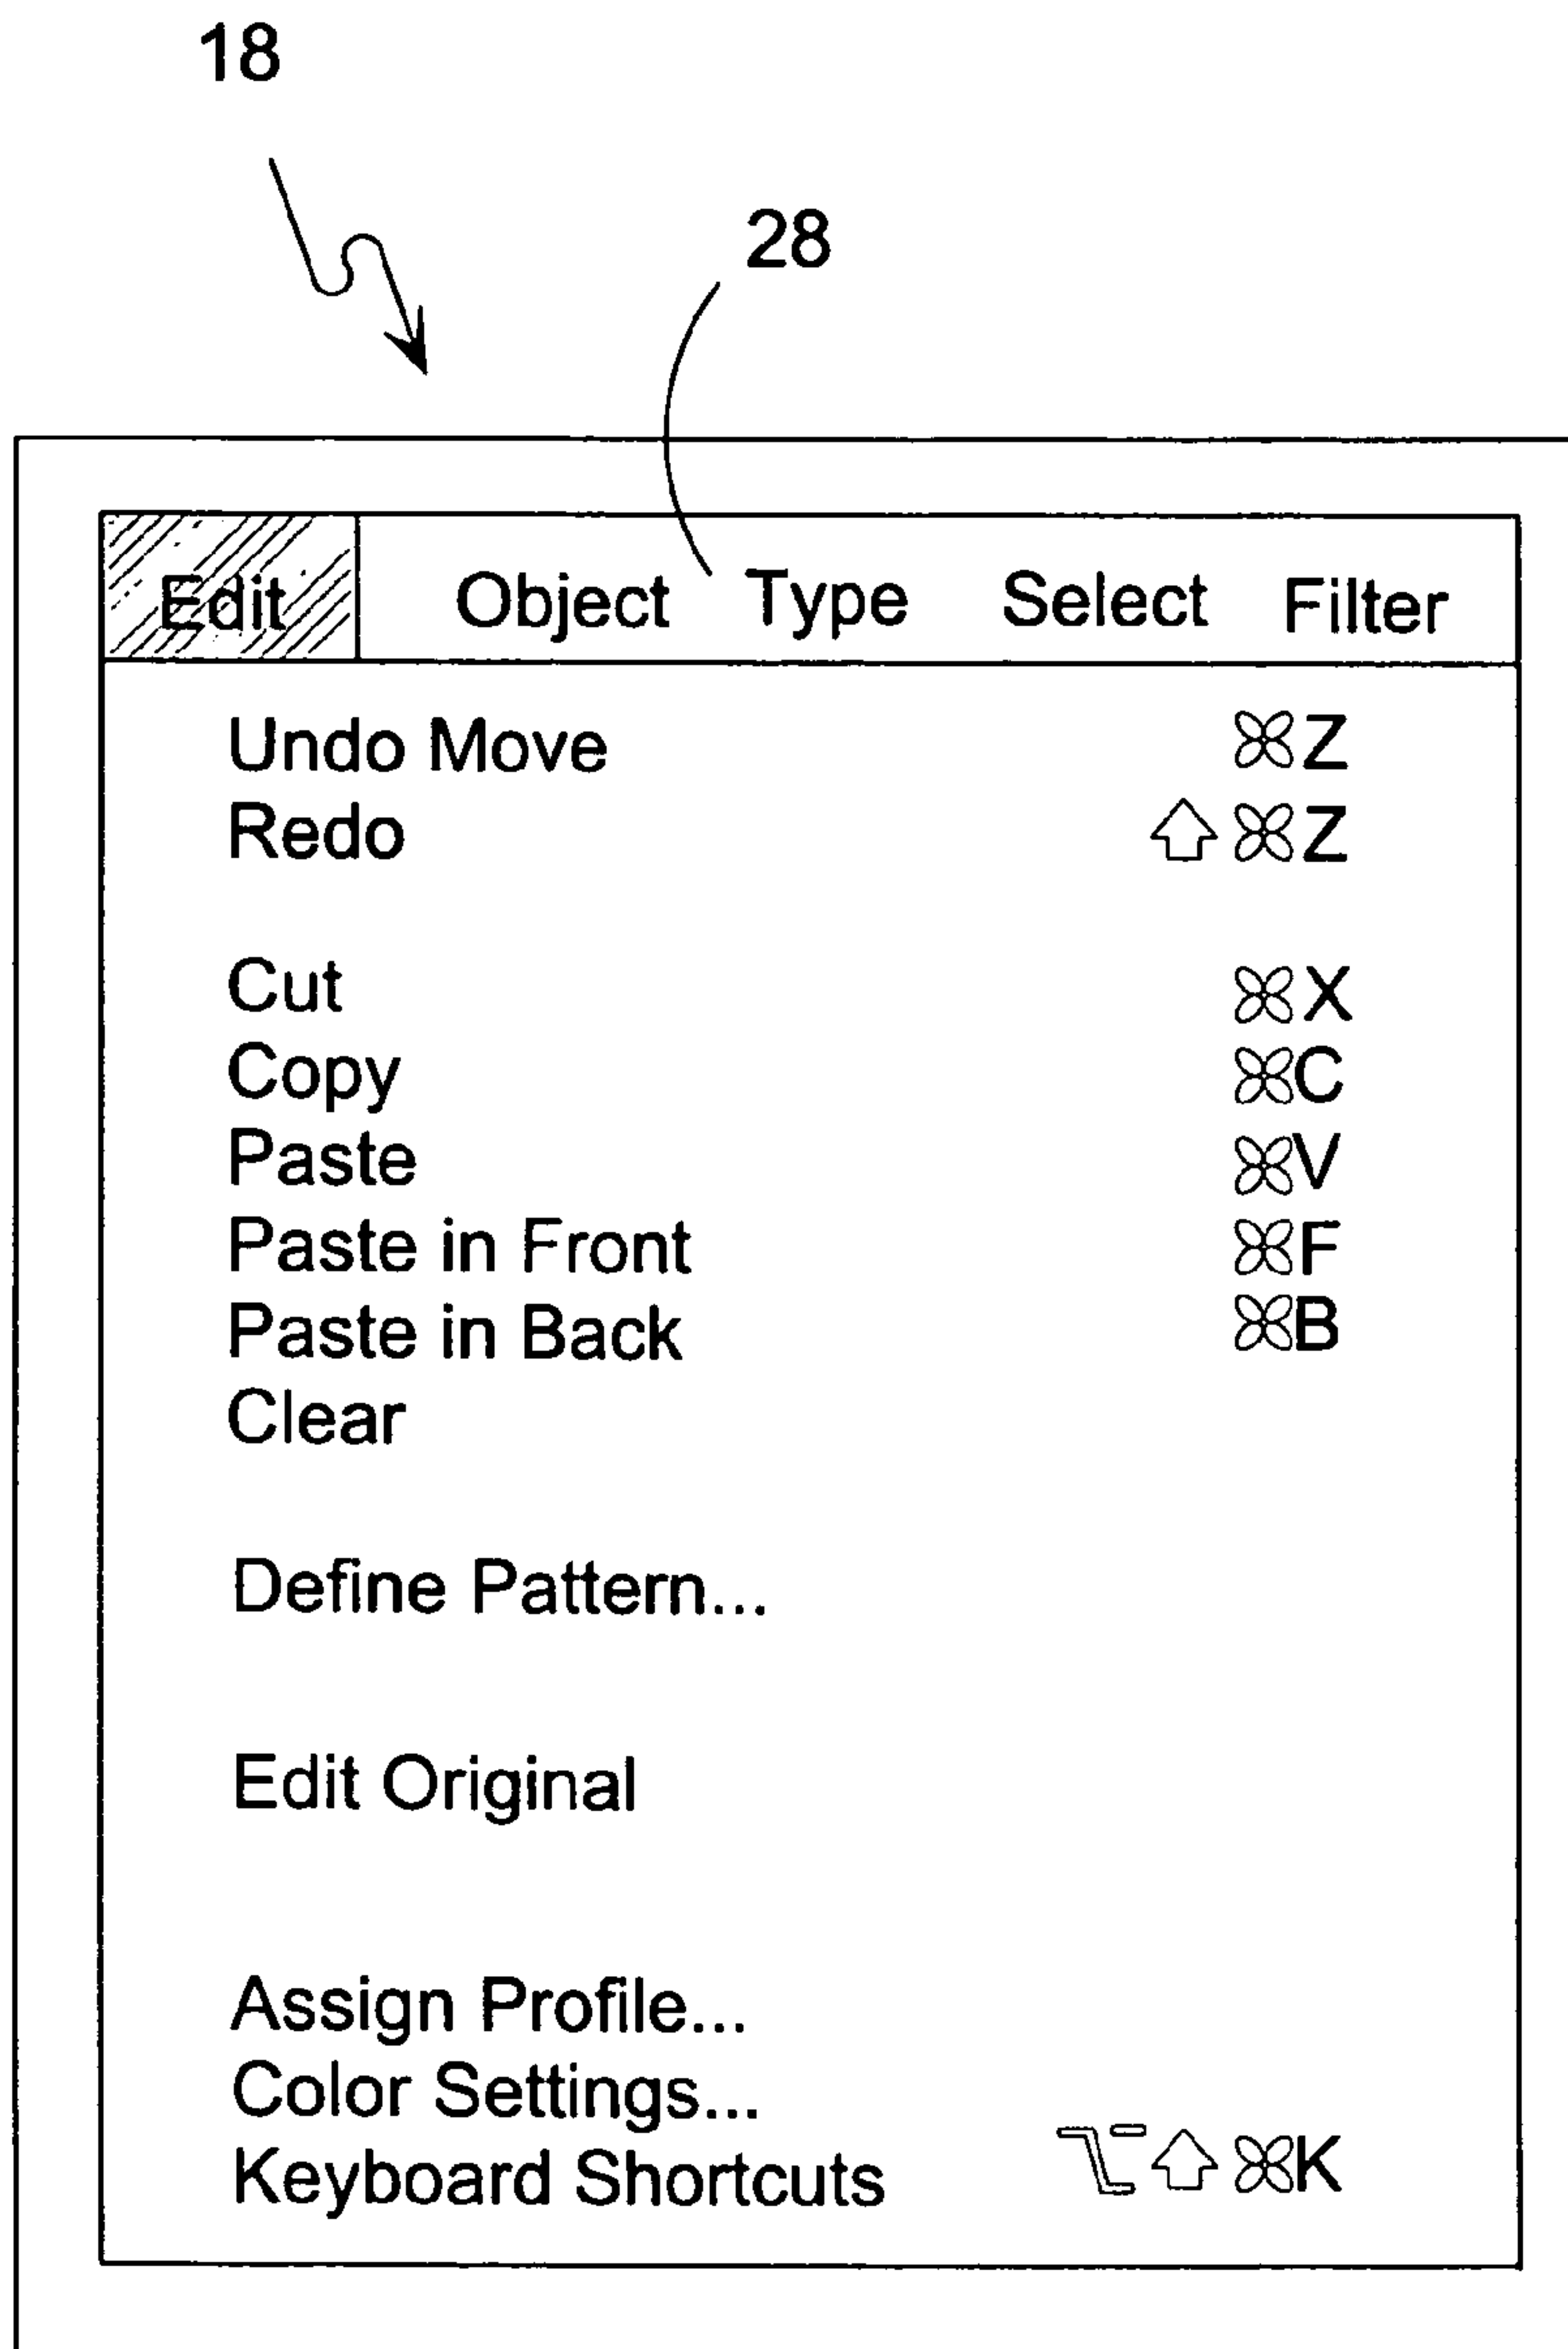 18
28
Edit Object Type Select Filter
Undo Move ⌘Z
Redo ⇧⌘Z
Cut ⌘X
Copy ⌘C
Paste ⌘V
Paste in Front ⌘F
Paste in Back ⌘B
Clear
Define Pattern...
Edit Original
Assign Profile...
Color Settings...
Keyboard Shortcuts ⌥⇧⌘K